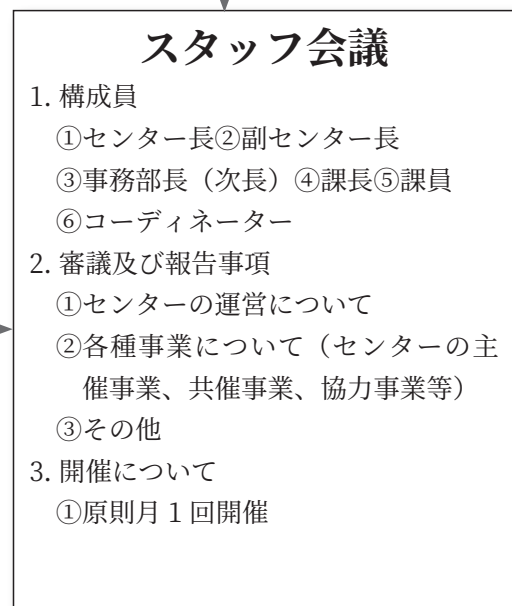 スタッフ会議
1. 構成員
①センター長②副センター長
③事務部長（次長）④課長⑤課員
⑥コーディネーター
2. 審議及び報告事項
①センターの運営について
②各種事業について（センターの主
催事業、共催事業、協力事業等）
③その他
3. 開催について
①原則月１回開催